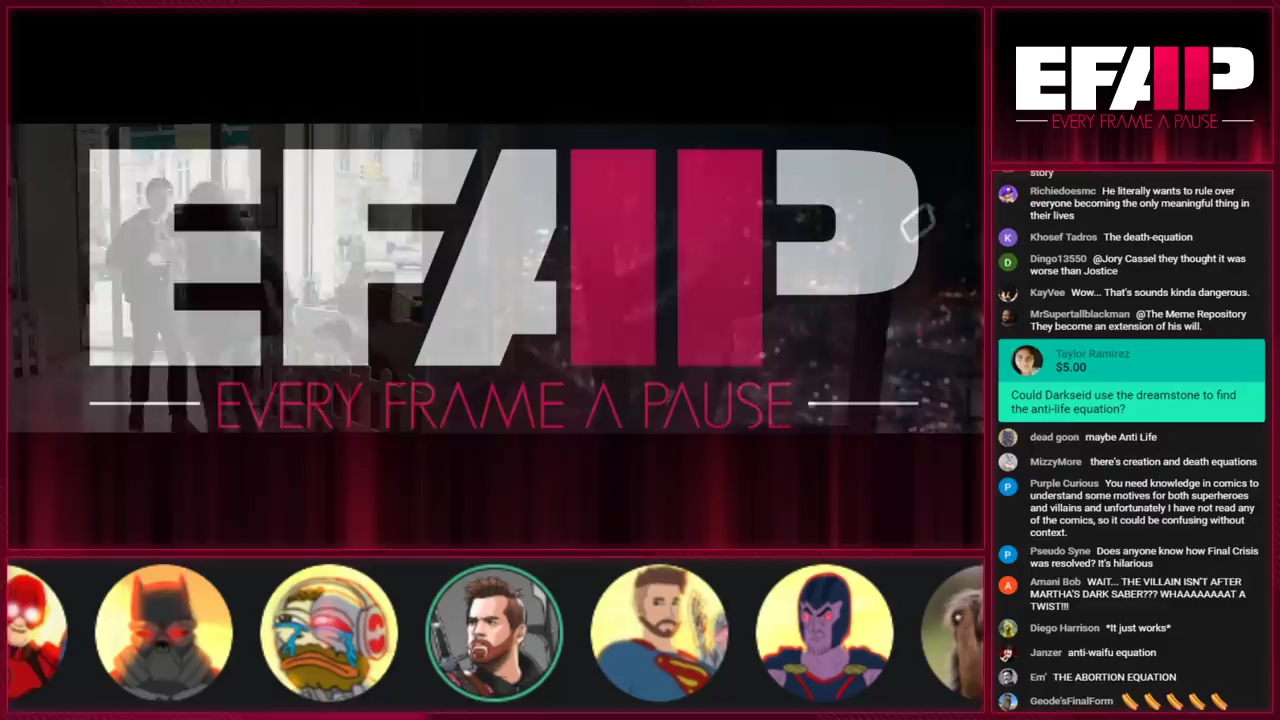 EFAP
EVERY FRAME A PAUSE
EFAP
EVERY FRAME A PAUSE
story
Richiedoesmc He literally wants to rule over
everyone becoming the only meaningful thing in
their lives
K Khosef Tadros The death-equation
D Dingo13550 @Jory Cassel they thought it was
worse than Jostice
KayVee Wow... That's sounds kinda dangerous.
MrSupertallblackman @The Meme Repository
They become an extension of his will.
Taylor Ramirez
$5.00
Could Darkseid use the dreamstone to find
the anti-life equation?
dead goon maybe Anti Life
MizzyMore there's creation and death equations
P Purple Curious You need knowledge in comics to
understand some motives for both superheroes
and villains and unfortunately I have not read any
of the comics, so it could be confusing without
context.
P Pseudo Syne Does anyone know how Final Crisis
was resolved? It's hilarious
A Amani Bob WAIT... THE VILLAIN ISN'T AFTER
MARTHA'S DARK SABER??? WHAAAAAAAT A
TWIST!!!
Diego Harrison *It just works*
Janzer anti-waifu equation
Em' THE ABORTION EQUATION
Geode'sFinalForm